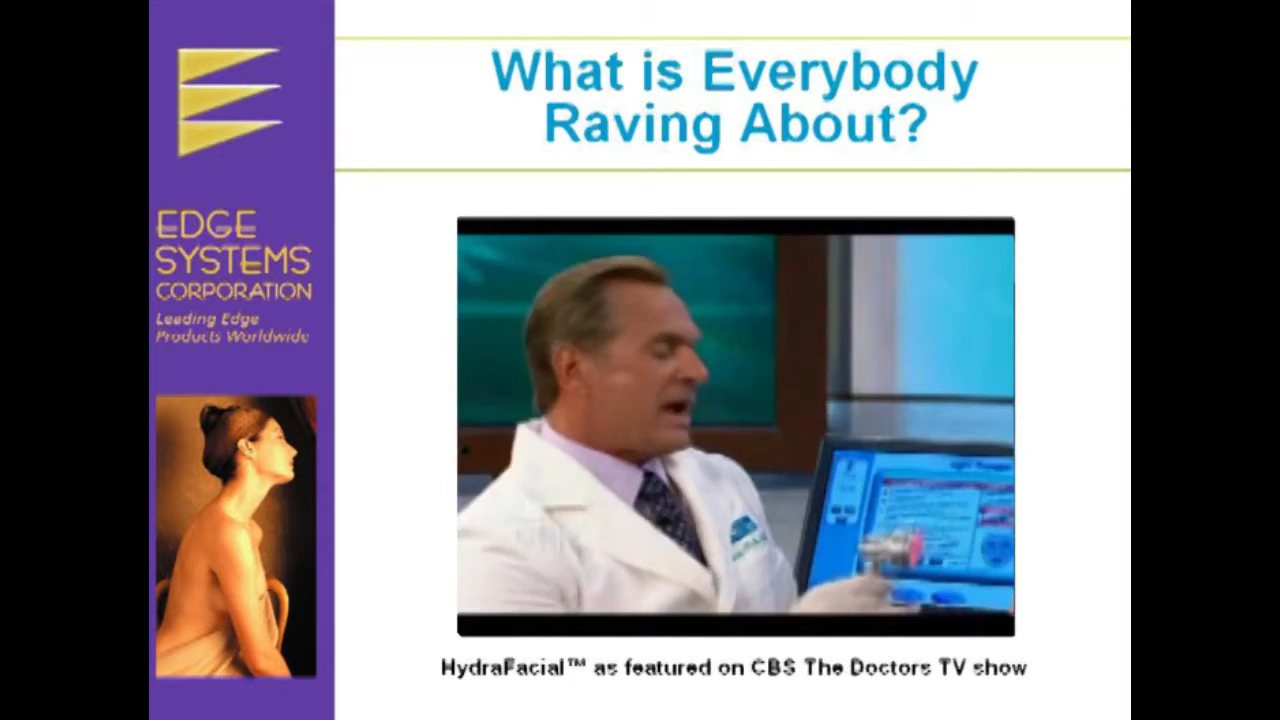 What is Everybody
Raving About?
EDGE
SYSTEMS
CORPORATION
Leading Edge
Products Worldwide
HydraFacial™ as featured on CBS The Doctors TV show